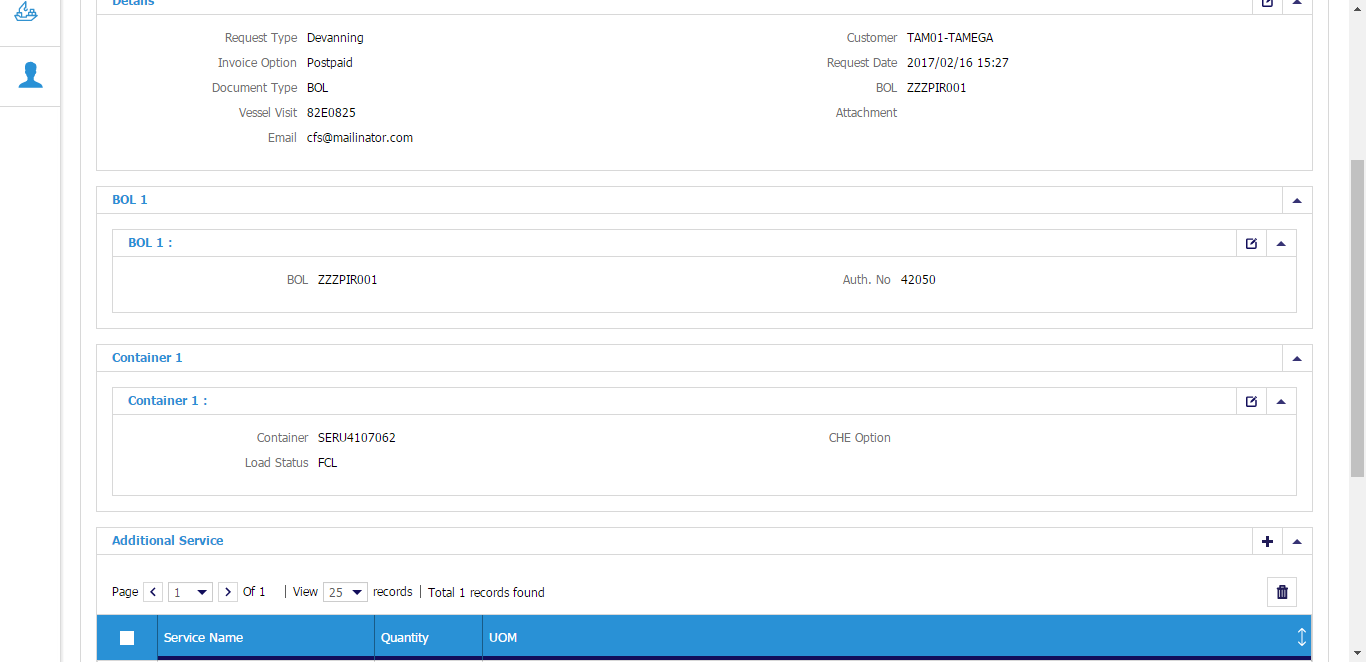 Details
Request Type Devanning Customer TAM01-TAMEGA
Invoice Option Postpaid Request Date 2017/02/16 15:27
Document Type BOL BOL ZZZPIR001
Vessel Visit 82E0825 Attachment
Email cfs@mailinator.com
BOL 1
BOL 1 :
BOL ZZZPIR001 Auth. No 42050
Container 1
Container 1 :
Container SERU4107062 CHE Option
Load Status FCL
Additional Service
Page 1 Of 1 | View 25 records | Total 1 records found
Service Name Quantity UOM